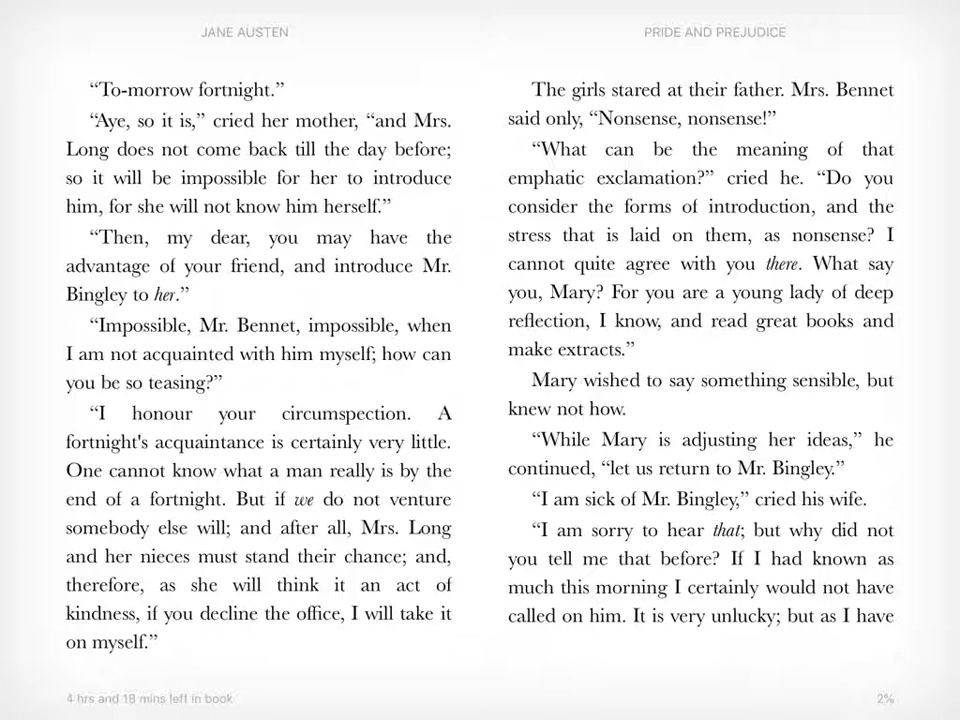 JANE AUSTEN
“To-morrow fortnight.”
“Aye, so it is,” cried her mother, “and Mrs.
Long does not come back till the day before;
so it will be impossible for her to introduce
him, for she will not know him herself.”
“Then, my dear, you may have the
advantage of your friend, and introduce Mr.
Bingley to her.”
“Impossible, Mr. Bennet, impossible, when
I am not acquainted with him myself; how can
you be so teasing?”
“I honour your circumspection. A
fortnight's acquaintance is certainly very little.
One cannot know what a man really is by the
end of a fortnight. But if we do not venture
somebody else will; and after all, Mrs. Long
and her nieces must stand their chance; and,
therefore, as she will think it an act of
kindness, if you decline the office, I will take it
on myself.”
4 hrs and 18 mins left in book
PRIDE AND PREJUDICE
The girls stared at their father. Mrs. Bennet
said only, “Nonsense, nonsense!”
“What can be the meaning of that
emphatic exclamation?” cried he. “Do you
consider the forms of introduction, and the
stress that is laid on them, as nonsense? I
cannot quite agree with you there. What say
you, Mary? For you are a young lady of deep
reflection, I know, and read great books and
make extracts.”
Mary wished to say something sensible, but
knew not how.
“While Mary is adjusting her ideas,” he
continued, “let us return to Mr. Bingley.”
“I am sick of Mr. Bingley,” cried his wife.
“I am sorry to hear that; but why did not
you tell me that before? If I had known as
much this morning I certainly would not have
called on him. It is very unlucky; but as I have
2%